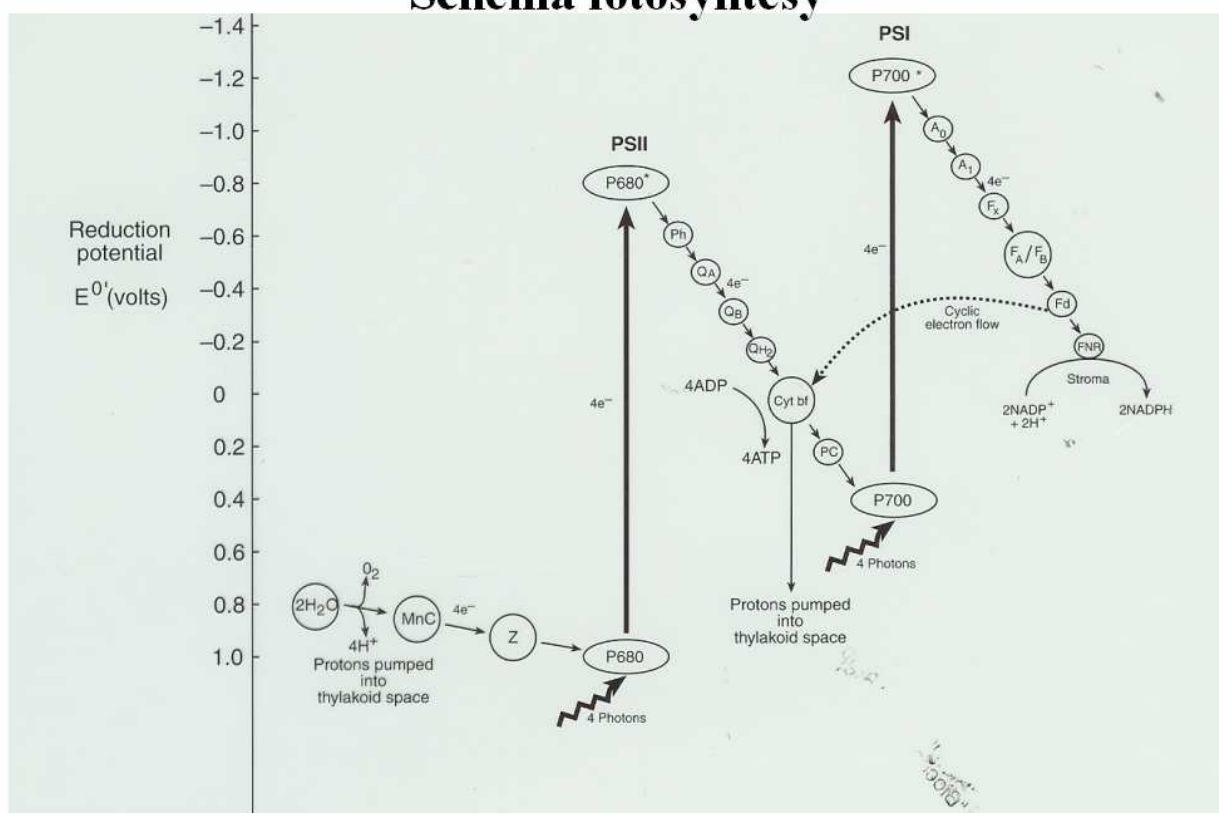 Schema fotosyntesy
−1.4
−1.2
−1.0
−0.8
−0.6
−0.4
−0.2
0
0.2
0.4
0.6
0.8
1.0
Reduction
potential
E⁰'(volts)
PSII
P680*
Ph
QA
4e⁻
QB
QH₂
4e⁻
4ADP
4ATP
Cyt bf
PC
PSI
P700 *
A₀
A₁
4e⁻
Fx
FA/FB
4e⁻
Fd
Cyclic
electron flow
FNR
Stroma
2NADP⁺
+ 2H⁺
2NADPH
P700
4 Photons
Protons pumped
into
thylakoid space
2H₂O
O₂
4H⁺
Protons pumped
into
thylakoid space
MnC
4e⁻
Z
P680
4 Photons